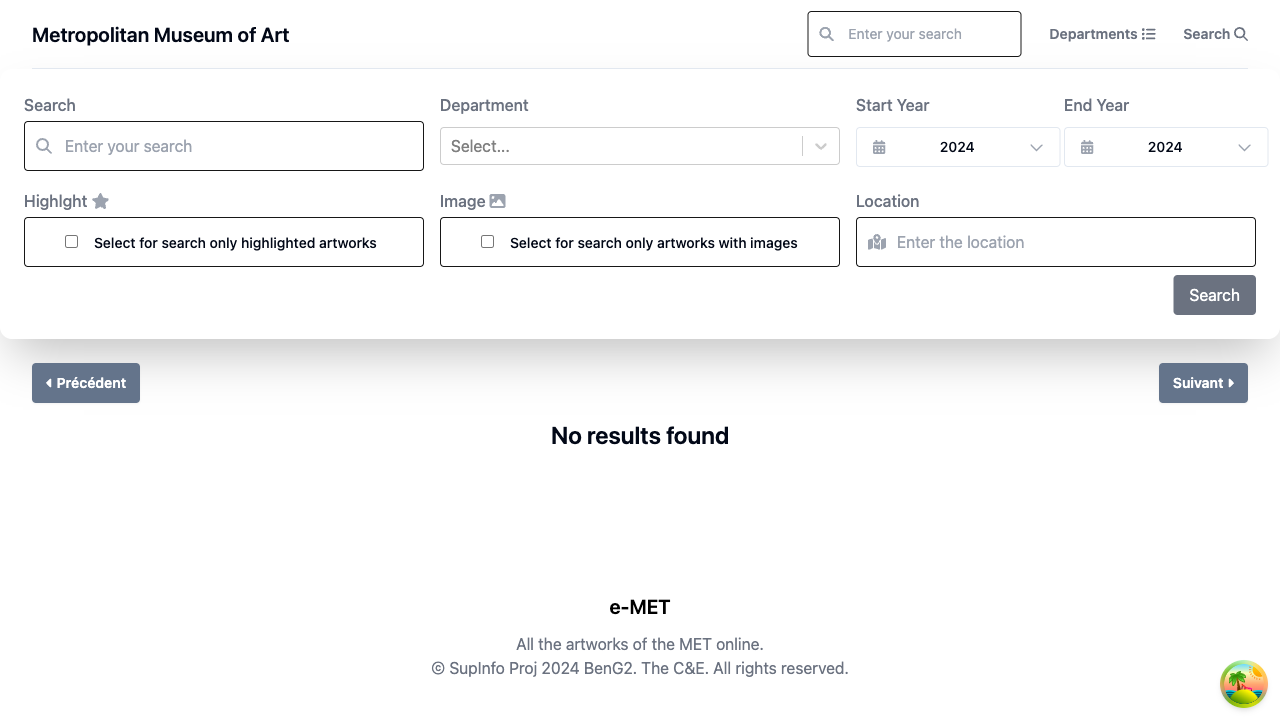 Metropolitan Museum of Art
Enter your search
Departments
Search
Search
Department
Start Year
End Year
Enter your search
Select...
2024
2024
Highlght
Image
Location
Select for search only highlighted artworks
Select for search only artworks with images
Enter the location
Search
Précédent
Suivant
No results found
e-MET
All the artworks of the MET online.
© SupInfo Proj 2024 BenG2. The C&E. All rights reserved.